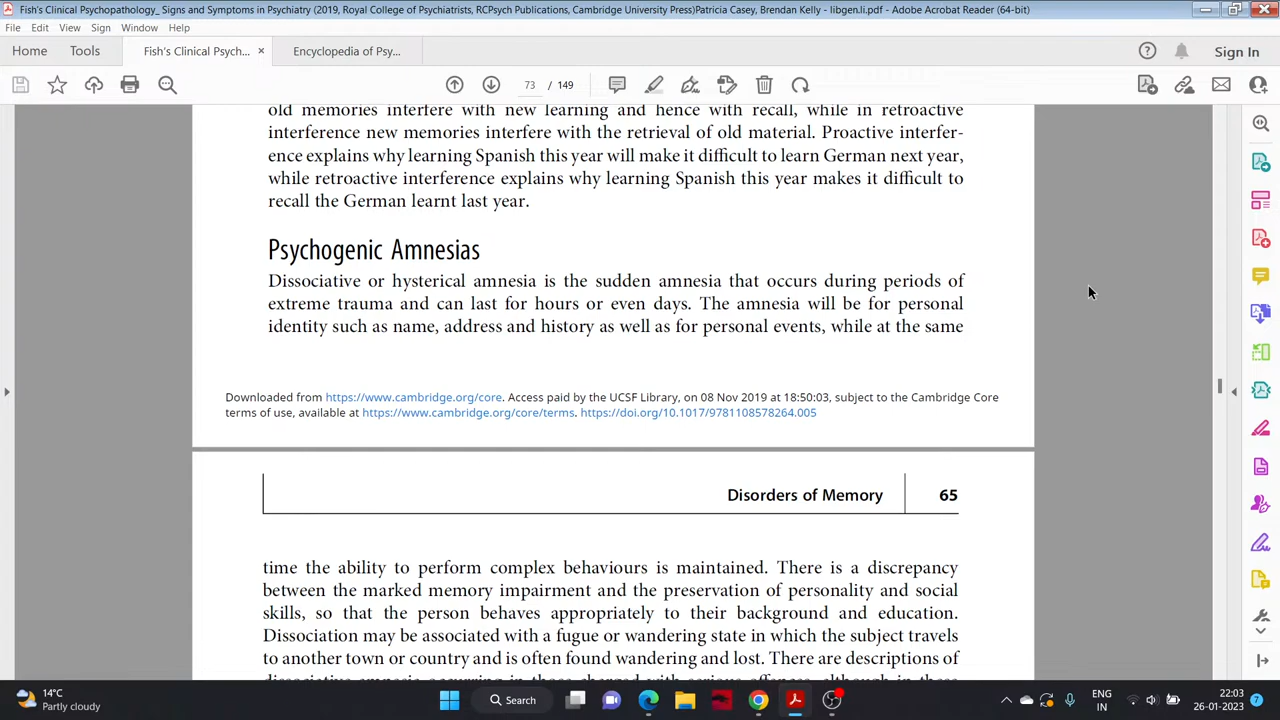 Fish's Clinical Psychopathology_ Signs and Symptoms in Psychiatry (2019, Royal College of Psychiatrists, RCPsych Publications, Cambridge University Press)Patricia Casey, Brendan Kelly - libgen.li.pdf - Adobe Acrobat Reader (64-bit)
File Edit View Sign Window Help
Home Tools Fish's Clinical Psych... × Encyclopedia of Psy... Sign In
73 / 149
old memories interfere with new learning and hence with recall, while in retroactive
interference new memories interfere with the retrieval of old material. Proactive interfer-
ence explains why learning Spanish this year will make it difficult to learn German next year,
while retroactive interference explains why learning Spanish this year makes it difficult to
recall the German learnt last year.
Psychogenic Amnesias
Dissociative or hysterical amnesia is the sudden amnesia that occurs during periods of
extreme trauma and can last for hours or even days. The amnesia will be for personal
identity such as name, address and history as well as for personal events, while at the same
Downloaded from https://www.cambridge.org/core. Access paid by the UCSF Library, on 08 Nov 2019 at 18:50:03, subject to the Cambridge Core
terms of use, available at https://www.cambridge.org/core/terms. https://doi.org/10.1017/9781108578264.005
Disorders of Memory 65
time the ability to perform complex behaviours is maintained. There is a discrepancy
between the marked memory impairment and the preservation of personality and social
skills, so that the person behaves appropriately to their background and education.
Dissociation may be associated with a fugue or wandering state in which the subject travels
to another town or country and is often found wandering and lost. There are descriptions of
14°C
Partly cloudy
Search
ENG
IN
22:03
26-01-2023
7